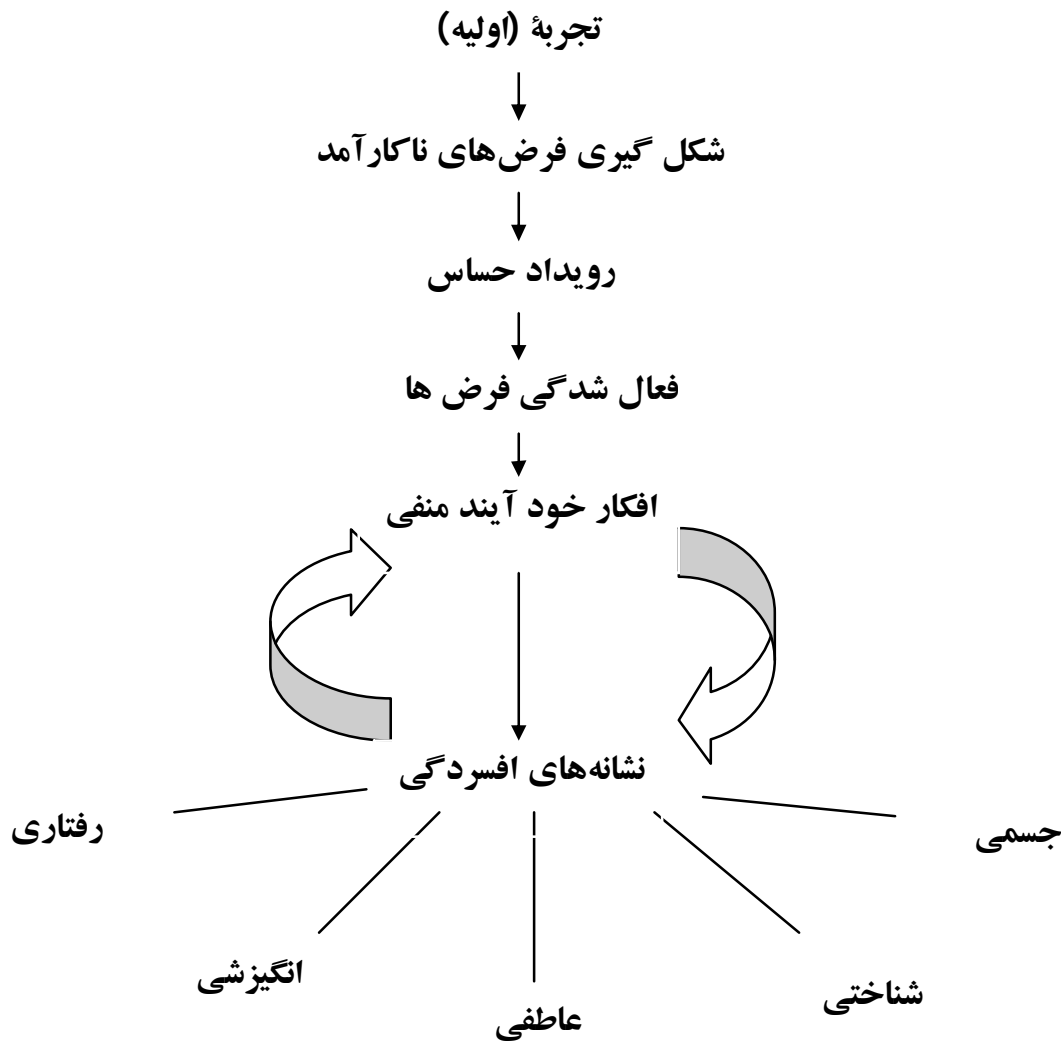 تجربۀ (اولیه)
شکل گیری فرض‌های ناکارآمد
رویداد حساس
فعال شدگی فرض ها
افکار خود آیند منفی
نشانه‌های افسردگی
جسمی
رفتاری
شناختی
انگیزشی
عاطفی